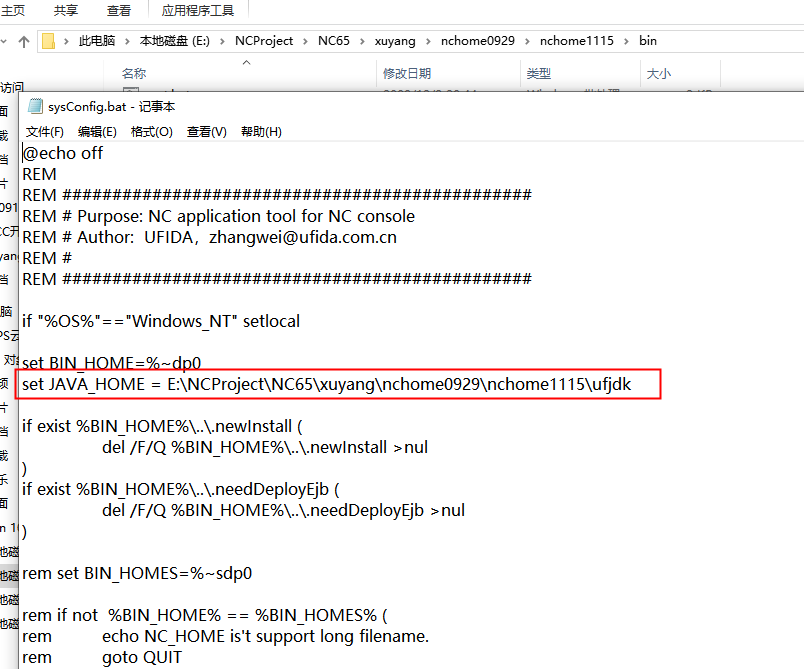 主页 共享 查看 应用程序工具
此电脑 › 本地磁盘 (E:) › NCProject › NC65 › xuyang › nchome0929 › nchome1115 › bin
名称 修改日期 类型 大小
sysConfig.bat - 记事本
文件(F) 编辑(E) 格式(O) 查看(V) 帮助(H)
@echo off
REM
REM ###############################################
REM # Purpose: NC application tool for NC console
REM # Author:  UFIDA，zhangwei@ufida.com.cn
REM #
REM ###############################################
if "%OS%"=="Windows_NT" setlocal
set BIN_HOME=%~dp0
set JAVA_HOME = E:\NCProject\NC65\xuyang\nchome0929\nchome1115\ufjdk
if exist %BIN_HOME%\..\.newInstall (
del /F/Q %BIN_HOME%\..\.newInstall >nul
)
if exist %BIN_HOME%\..\.needDeployEjb (
del /F/Q %BIN_HOME%\..\.needDeployEjb >nul
)
rem set BIN_HOMES=%~sdp0
rem if not  %BIN_HOME% == %BIN_HOMES% (
rem echo NC_HOME is't support long filename.
rem goto QUIT